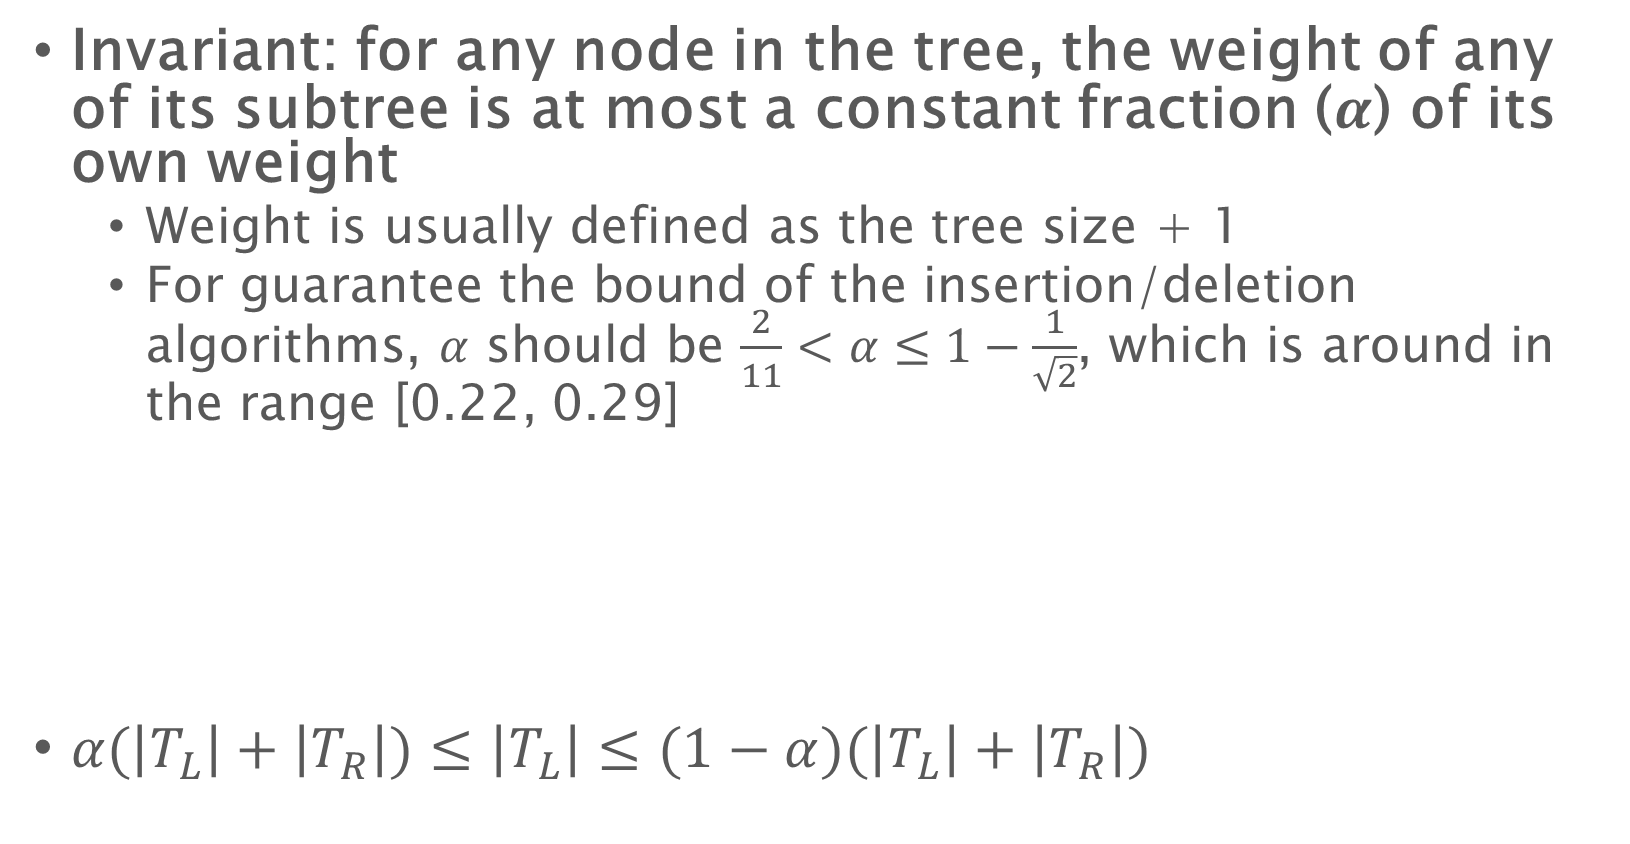 • Invariant: for any node in the tree, the weight of any
of its subtree is at most a constant fraction (α) of its
own weight
• Weight is usually defined as the tree size + 1
• For guarantee the bound of the insertion/deletion
algorithms, α should be 2/11 < α ≤ 1 − 1/√2, which is around in
the range [0.22, 0.29]
• α(|T_L| + |T_R|) ≤ |T_L| ≤ (1 − α)(|T_L| + |T_R|)